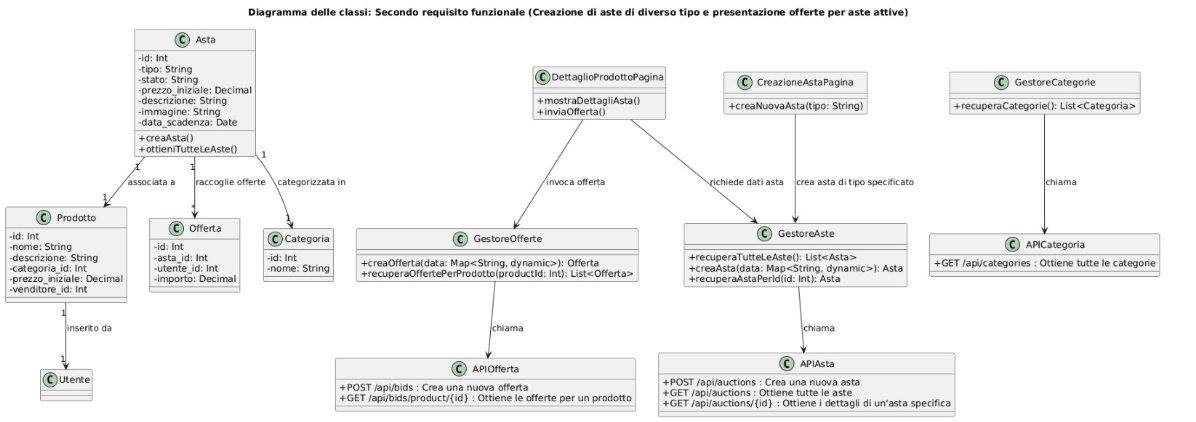 Diagramma delle classi: Secondo requisito funzionale (Creazione di aste di diverso tipo e presentazione offerte per aste attive)
C Asta
-id: Int
-tipo: String
-stato: String
-prezzo_iniziale: Decimal
-descrizione: String
-immagine: String
-data_scadenza: Date
+creaAsta()
+ottieniTutteLeAste()
C DettaglioProdottoPagina
+mostraDettagliAsta()
+inviaOfferta()
C CreazioneAstaPagina
+creaNuovaAsta(tipo: String)
C GestoreCategorie
+recuperaCategorie(): List<Categoria>
1
associata a
1
1
raccoglie offerte
*
1
categorizzata in
1
invoca offerta
richiede dati asta
crea asta di tipo specificato
chiama
C Prodotto
-id: Int
-nome: String
-descrizione: String
-categoria_id: Int
-prezzo_iniziale: Decimal
-venditore_id: Int
C Offerta
-id: Int
-asta_id: Int
-utente_id: Int
-importo: Decimal
C Categoria
-id: Int
-nome: String
C GestoreOfferte
+creaOfferta(data: Map<String, dynamic>): Offerta
+recuperaOffertePerProdotto(productId: Int): List<Offerta>
C GestoreAste
+recuperaTutteLeAste(): List<Asta>
+creaAsta(data: Map<String, dynamic>): Asta
+recuperaAstaPerId(id: Int): Asta
C APICategoria
+GET /api/categories : Ottiene tutte le categorie
1
inserito da
1
chiama
chiama
C Utente
C APIOfferta
+POST /api/bids : Crea una nuova offerta
+GET /api/bids/product/{id} : Ottiene le offerte per un prodotto
C APIAsta
+POST /api/auctions : Crea una nuova asta
+GET /api/auctions : Ottiene tutte le aste
+GET /api/auctions/{id} : Ottiene i dettagli di un'asta specifica